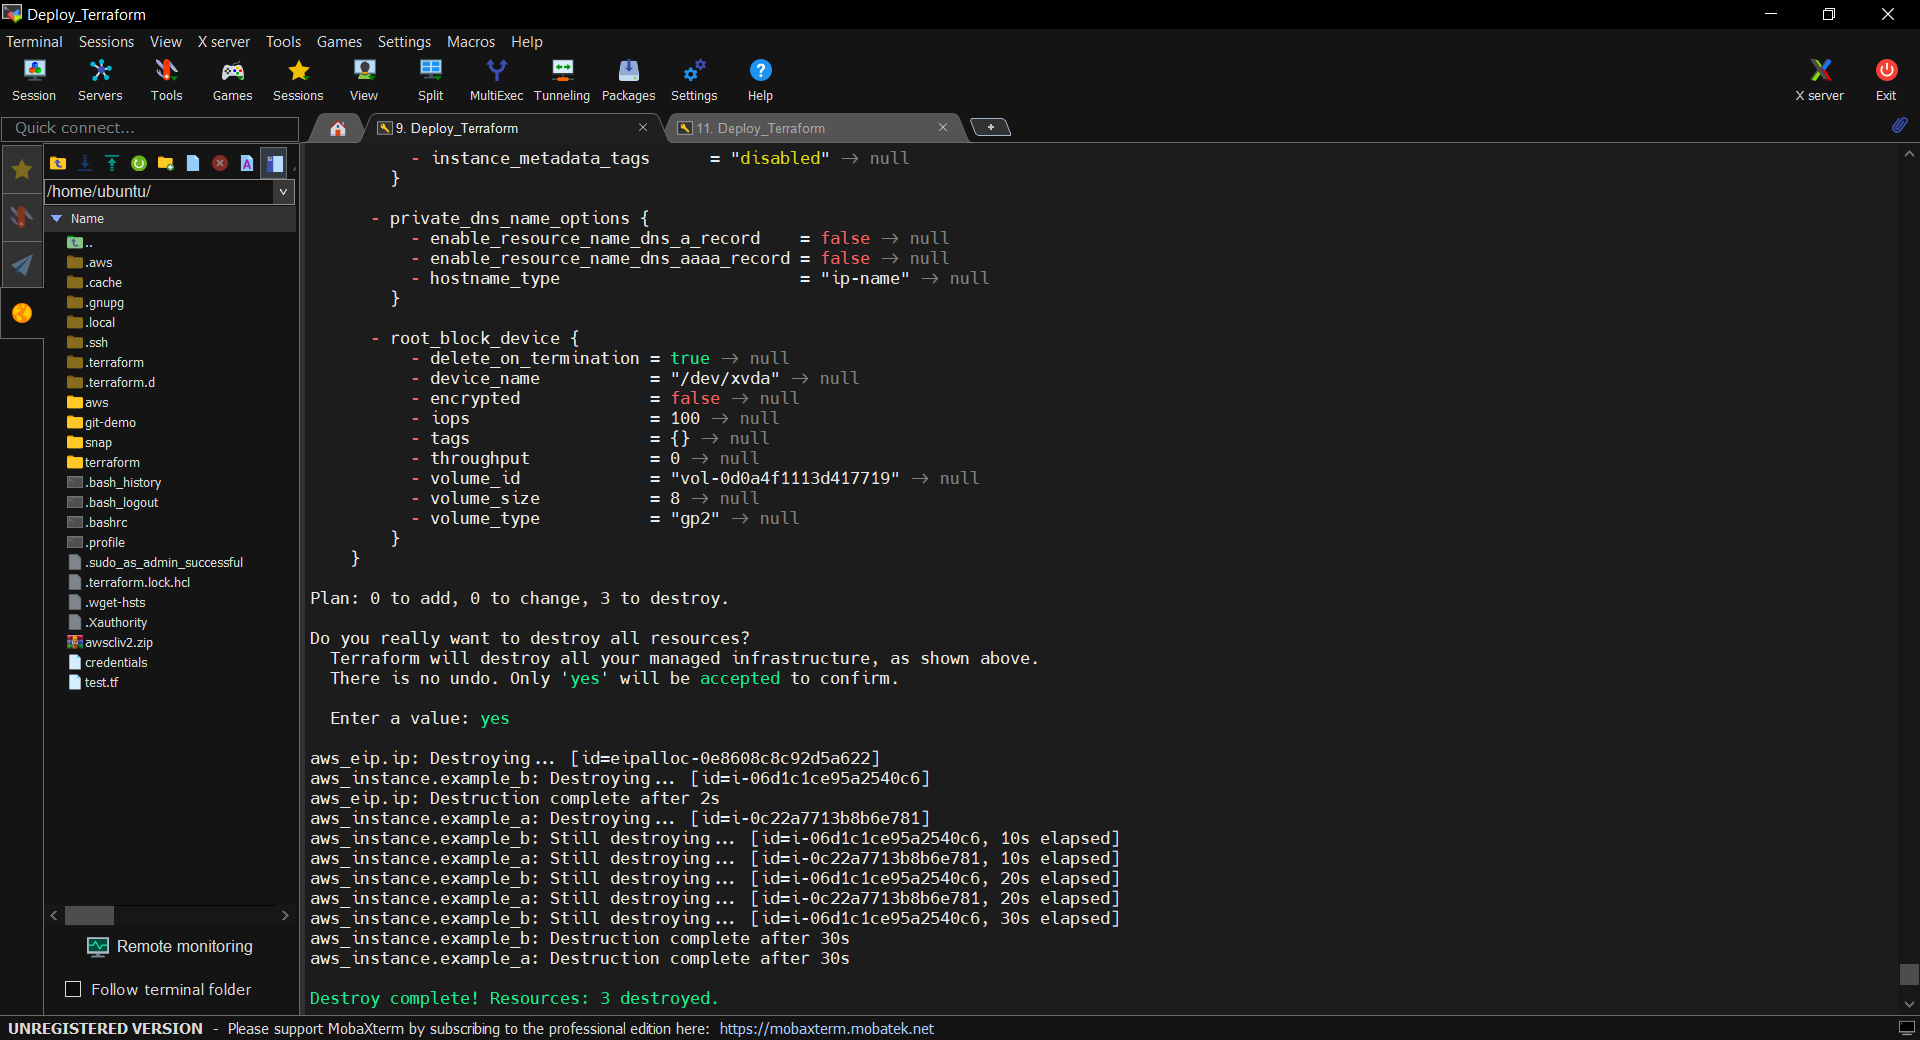 Deploy_Terraform
Terminal Sessions View X server Tools Games Settings Macros Help
Session Servers Tools Games Sessions View Split MultiExec Tunneling Packages Settings Help X server Exit
Quick connect...
9. Deploy_Terraform
11. Deploy_Terraform
/home/ubuntu/
Name
..
.aws
.cache
.gnupg
.local
.ssh
.terraform
.terraform.d
aws
git-demo
snap
terraform
.bash_history
.bash_logout
.bashrc
.profile
.sudo_as_admin_successful
.terraform.lock.hcl
.wget-hsts
.Xauthority
awscliv2.zip
credentials
test.tf
Remote monitoring
Follow terminal folder
- instance_metadata_tags = "disabled" -> null
}
- private_dns_name_options {
- enable_resource_name_dns_a_record = false -> null
- enable_resource_name_dns_aaaa_record = false -> null
- hostname_type = "ip-name" -> null
}
- root_block_device {
- delete_on_termination = true -> null
- device_name = "/dev/xvda" -> null
- encrypted = false -> null
- iops = 100 -> null
- tags = {} -> null
- throughput = 0 -> null
- volume_id = "vol-0d0a4f1113d417719" -> null
- volume_size = 8 -> null
- volume_type = "gp2" -> null
}
}
Plan: 0 to add, 0 to change, 3 to destroy.
Do you really want to destroy all resources?
Terraform will destroy all your managed infrastructure, as shown above.
There is no undo. Only 'yes' will be accepted to confirm.
Enter a value: yes
aws_eip.ip: Destroying... [id=eipalloc-0e8608c8c92d5a622]
aws_instance.example_b: Destroying... [id=i-06d1c1ce95a2540c6]
aws_eip.ip: Destruction complete after 2s
aws_instance.example_a: Destroying... [id=i-0c22a7713b8b6e781]
aws_instance.example_b: Still destroying... [id=i-06d1c1ce95a2540c6, 10s elapsed]
aws_instance.example_a: Still destroying... [id=i-0c22a7713b8b6e781, 10s elapsed]
aws_instance.example_b: Still destroying... [id=i-06d1c1ce95a2540c6, 20s elapsed]
aws_instance.example_a: Still destroying... [id=i-0c22a7713b8b6e781, 20s elapsed]
aws_instance.example_b: Still destroying... [id=i-06d1c1ce95a2540c6, 30s elapsed]
aws_instance.example_b: Destruction complete after 30s
aws_instance.example_a: Destruction complete after 30s
Destroy complete! Resources: 3 destroyed.
UNREGISTERED VERSION - Please support MobaXterm by subscribing to the professional edition here: https://mobaxterm.mobatek.net